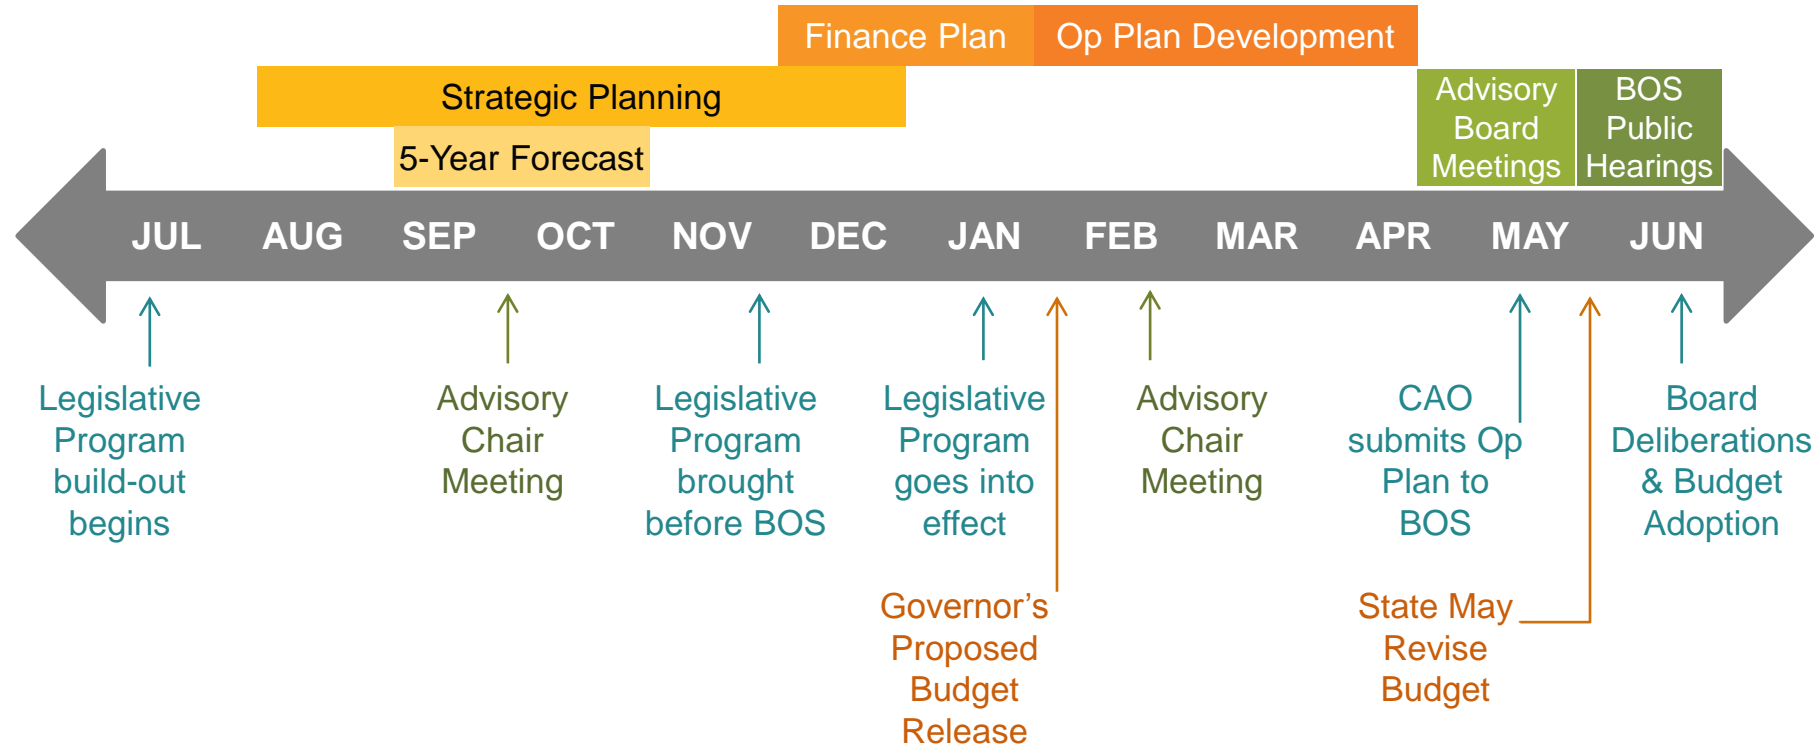 Finance Plan
Op Plan Development
Strategic Planning
5-Year Forecast
Advisory
Board
Meetings
BOS
Public
Hearings
JUL AUG SEP OCT NOV DEC JAN FEB MAR APR MAY JUN
Legislative
Program
build-out
begins
Advisory
Chair
Meeting
Legislative
Program
brought
before BOS
Legislative
Program
goes into
effect
Advisory
Chair
Meeting
CAO
submits Op
Plan to
BOS
Board
Deliberations
& Budget
Adoption
Governor’s
Proposed
Budget
Release
State May
Revise
Budget